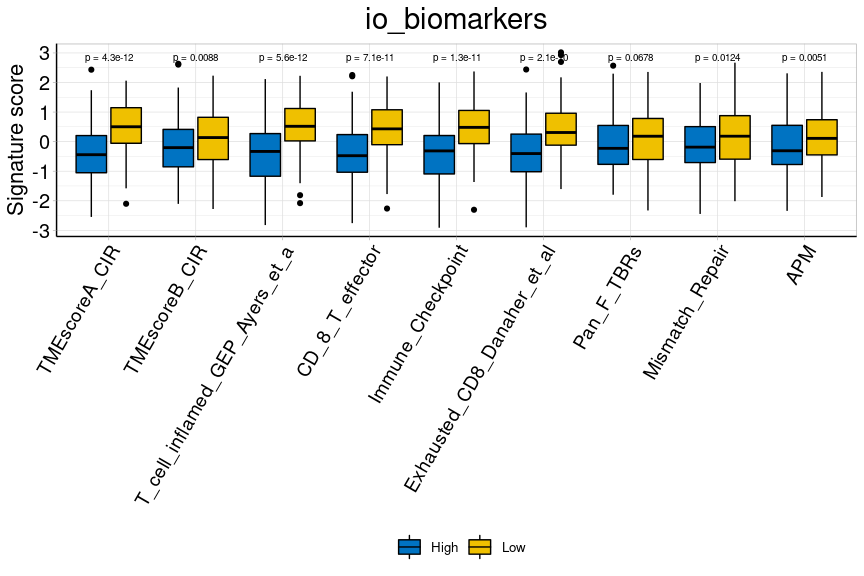 io_biomarkers
Signature score
3
2
1
0
-1
-2
-3
p = 4.3e-12
p = 0.0088
p = 5.6e-12
p = 7.1e-11
p = 1.3e-11
p = 0.0678
p = 0.0124
p = 0.0051
TMEscoreA_CIR
TMEscoreB_CIR
T_cell_inflamed_GEP_Ayers_et_a
CD_8_T_effector
Immune_Checkpoint
Exhausted_CD8_Danaher_et_al
Pan_F_TBRs
Mismatch_Repair
APM
High
Low